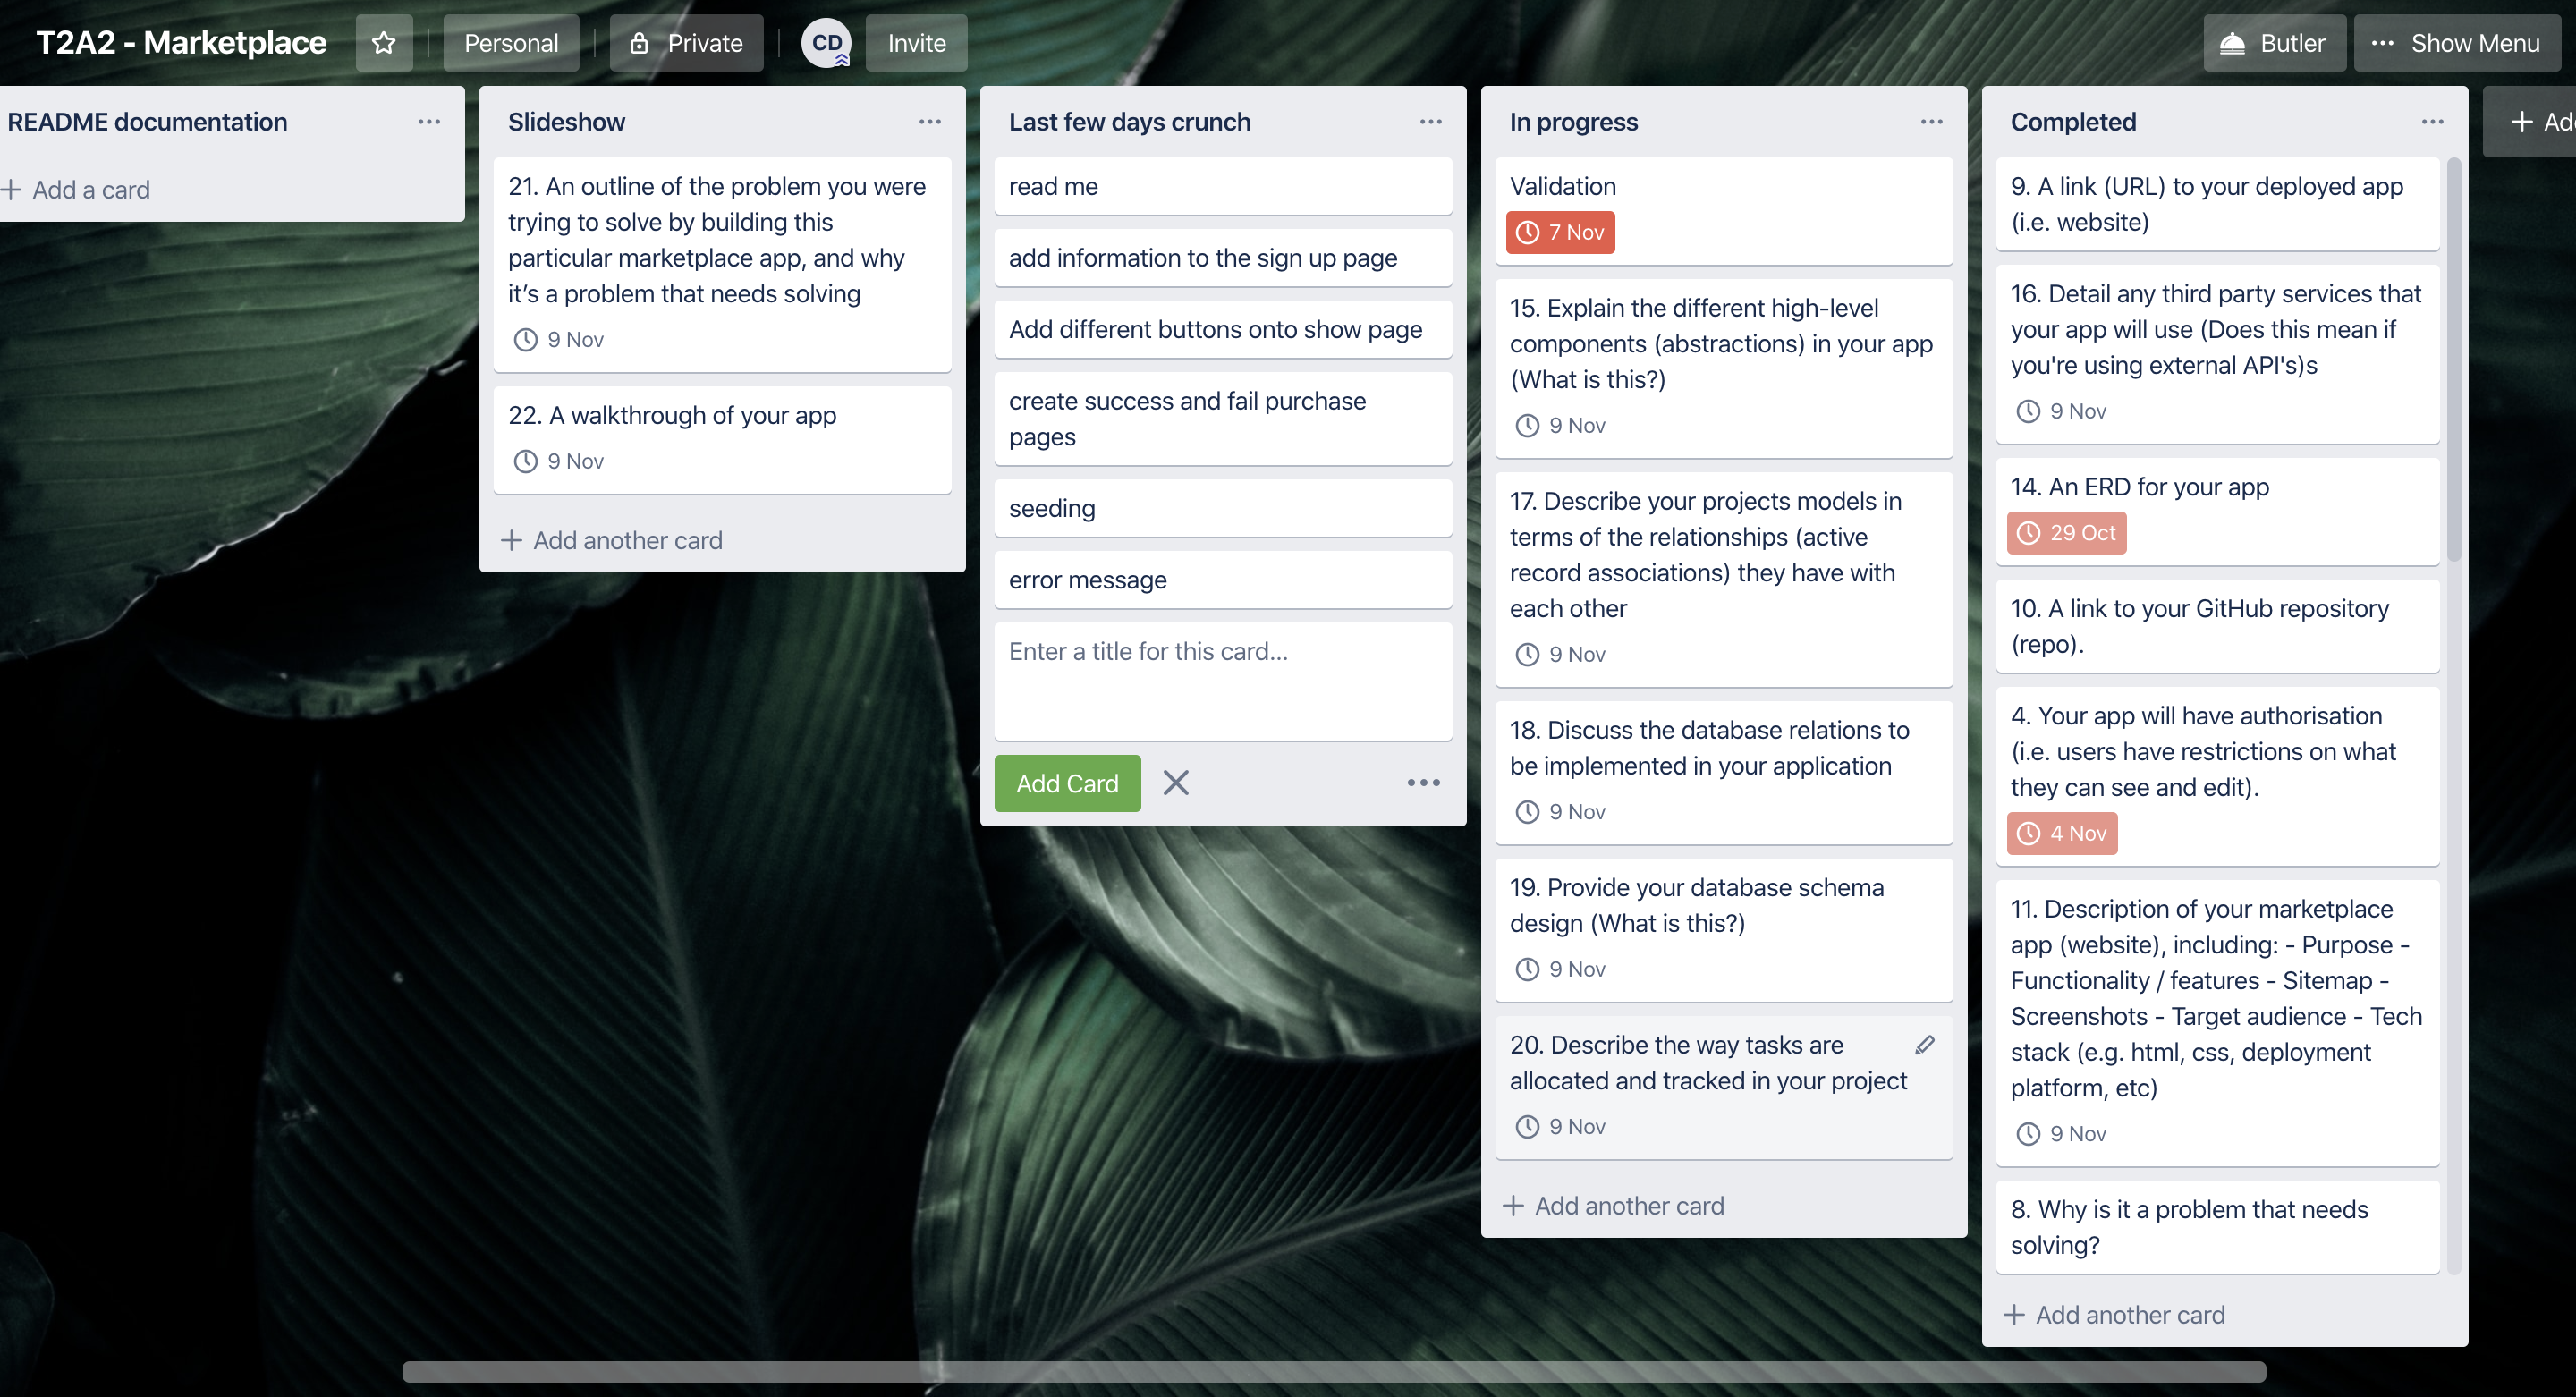 T2A2 - Marketplace
Personal
Private
CD
Invite
Butler
Show Menu
README documentation
Add a card
Slideshow
21. An outline of the problem you were
trying to solve by building this
particular marketplace app, and why
it’s a problem that needs solving
9 Nov
22. A walkthrough of your app
9 Nov
Add another card
Last few days crunch
read me
add information to the sign up page
Add different buttons onto show page
create success and fail purchase
pages
seeding
error message
Enter a title for this card...
Add Card
In progress
Validation
7 Nov
15. Explain the different high-level
components (abstractions) in your app
(What is this?)
9 Nov
17. Describe your projects models in
terms of the relationships (active
record associations) they have with
each other
9 Nov
18. Discuss the database relations to
be implemented in your application
9 Nov
19. Provide your database schema
design (What is this?)
9 Nov
20. Describe the way tasks are
allocated and tracked in your project
9 Nov
Add another card
Completed
9. A link (URL) to your deployed app
(i.e. website)
16. Detail any third party services that
your app will use (Does this mean if
you're using external API's)s
9 Nov
14. An ERD for your app
29 Oct
10. A link to your GitHub repository
(repo).
4. Your app will have authorisation
(i.e. users have restrictions on what
they can see and edit).
4 Nov
11. Description of your marketplace
app (website), including: - Purpose -
Functionality / features - Sitemap -
Screenshots - Target audience - Tech
stack (e.g. html, css, deployment
platform, etc)
9 Nov
8. Why is it a problem that needs
solving?
Add another card